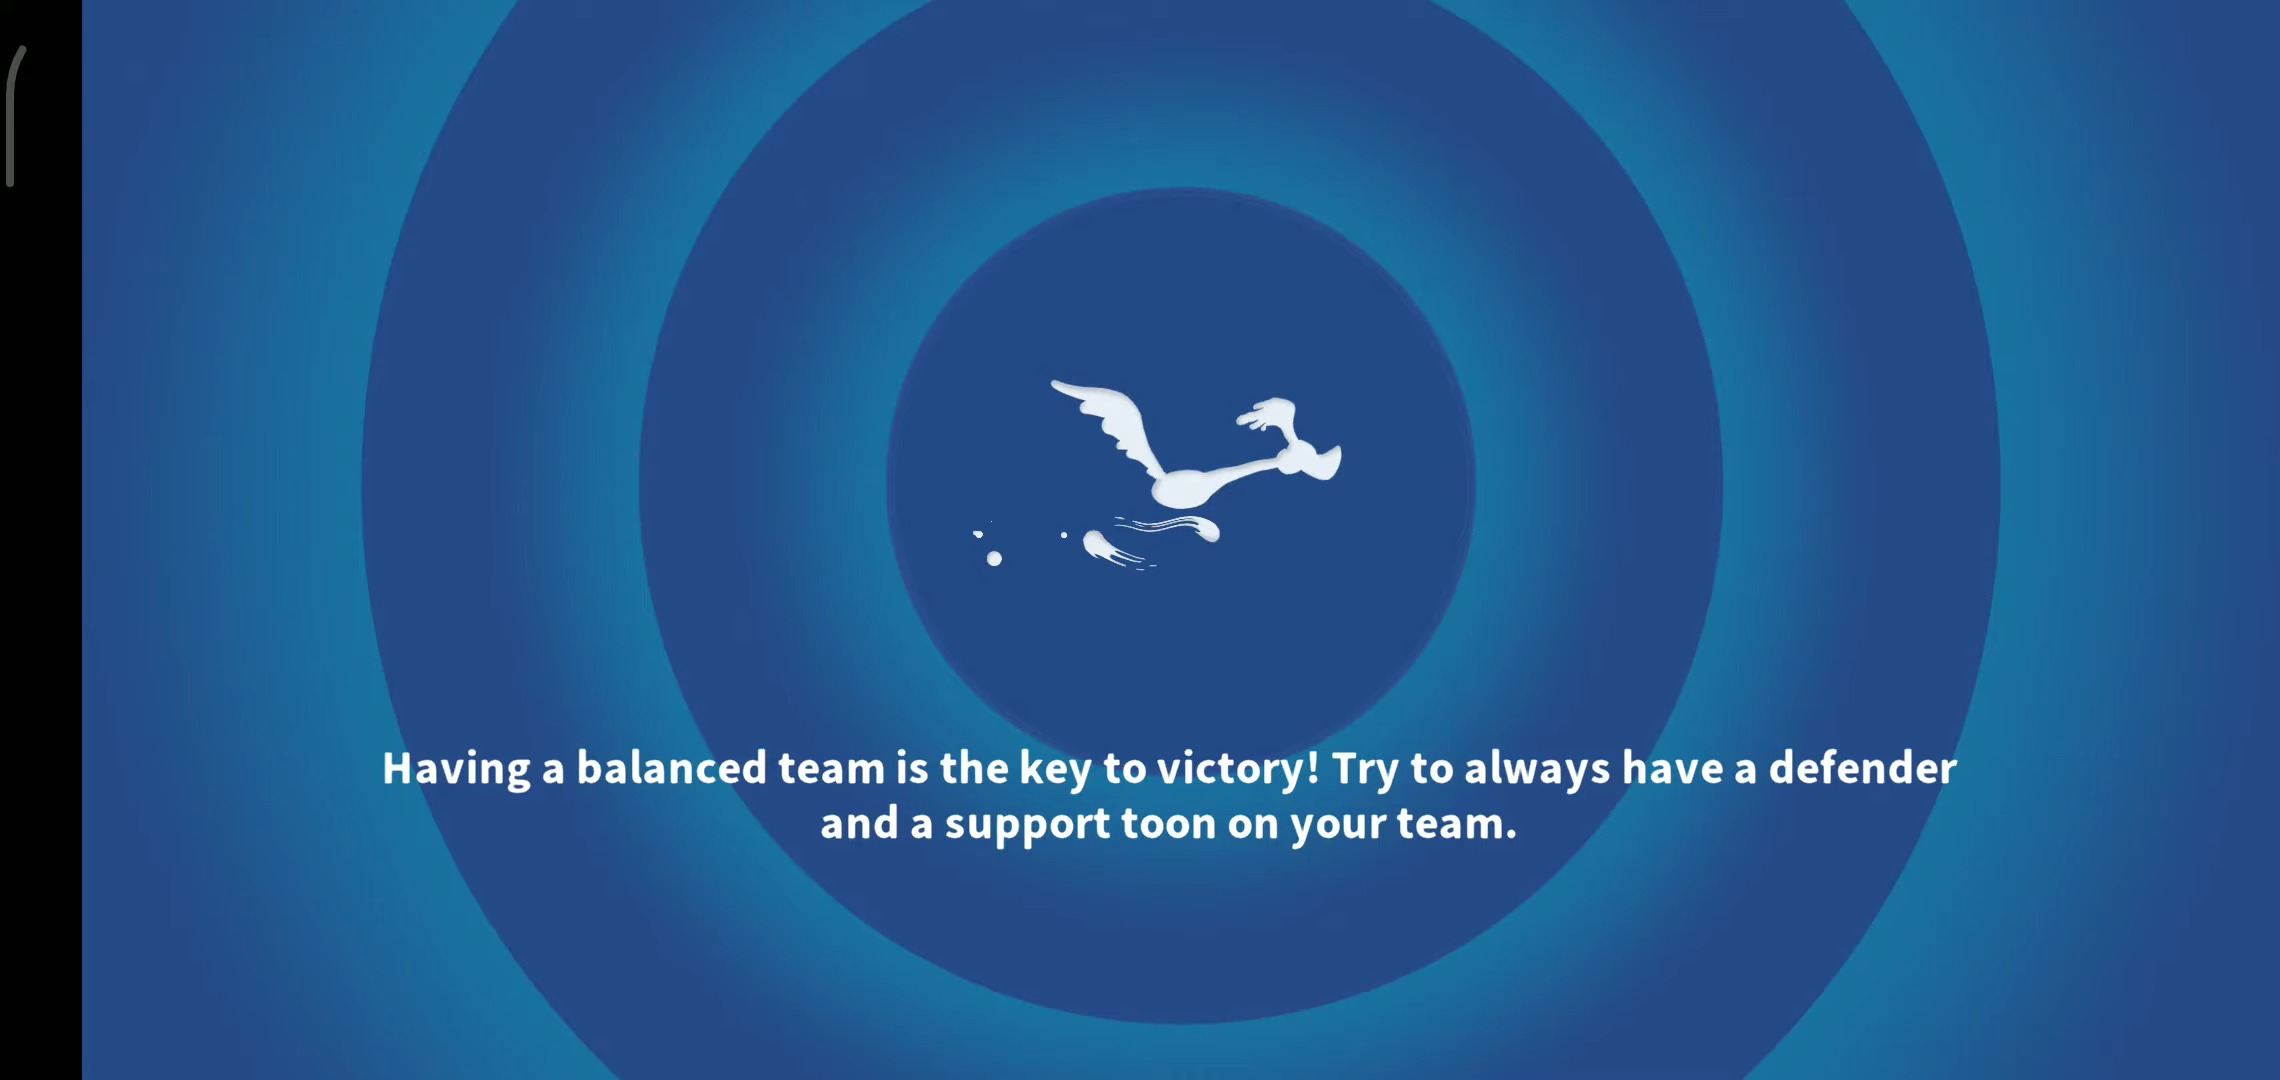 Having a balanced team is the key to victory! Try to always have a defender
and a support toon on your team.